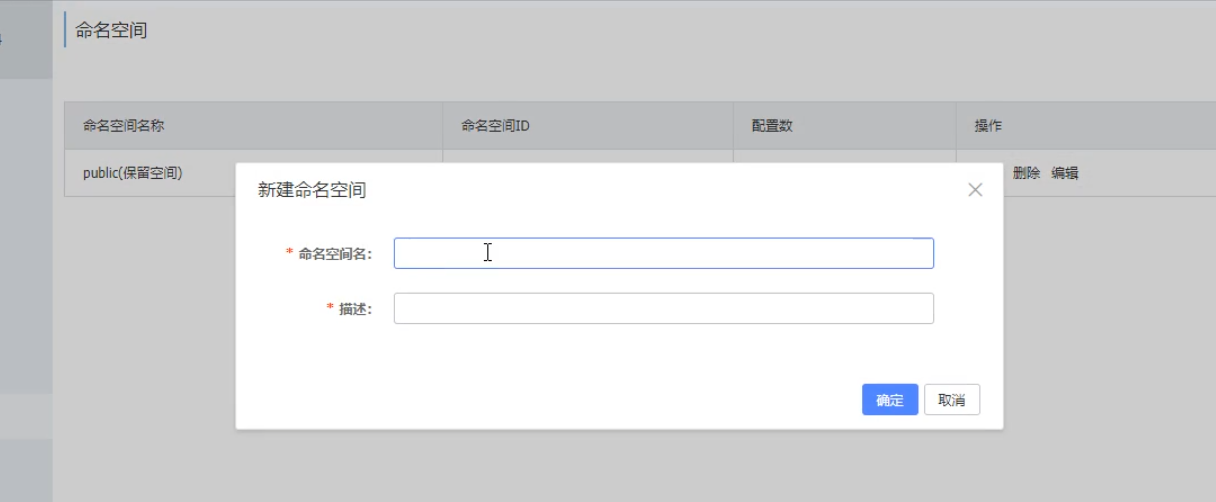 命名空间
命名空间名称 命名空间ID 配置数 操作
public(保留空间) 删除 编辑
新建命名空间
* 命名空间名：
* 描述：
确定 取消